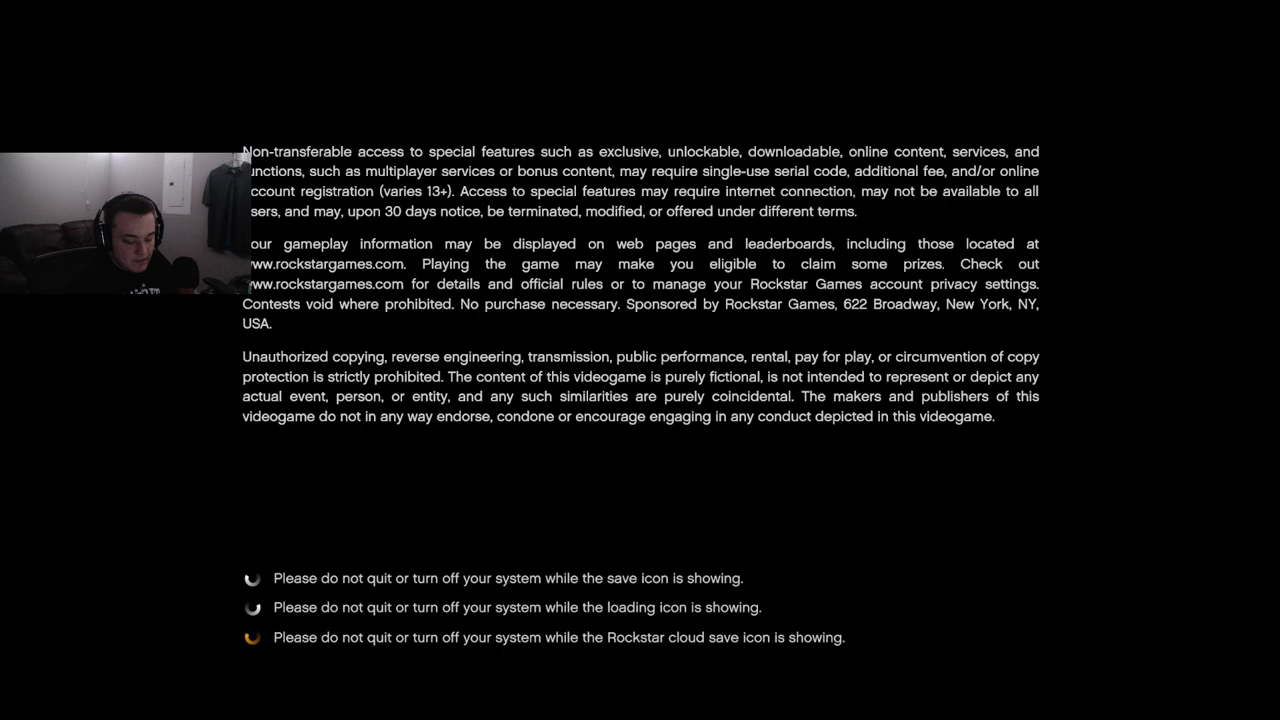 Non-transferable access to special features such as exclusive, unlockable, downloadable, online content, services, and
unctions, such as multiplayer services or bonus content, may require single-use serial code, additional fee, and/or online
ccount registration (varies 13+). Access to special features may require internet connection, may not be available to all
sers, and may, upon 30 days notice, be terminated, modified, or offered under different terms.
our gameplay information may be displayed on web pages and leaderboards, including those located at
www.rockstargames.com. Playing the game may make you eligible to claim some prizes. Check out
www.rockstargames.com for details and official rules or to manage your Rockstar Games account privacy settings.
Contests void where prohibited. No purchase necessary. Sponsored by Rockstar Games, 622 Broadway, New York, NY,
USA.
Unauthorized copying, reverse engineering, transmission, public performance, rental, pay for play, or circumvention of copy
protection is strictly prohibited. The content of this videogame is purely fictional, is not intended to represent or depict any
actual event, person, or entity, and any such similarities are purely coincidental. The makers and publishers of this
videogame do not in any way endorse, condone or encourage engaging in any conduct depicted in this videogame.
Please do not quit or turn off your system while the save icon is showing.
Please do not quit or turn off your system while the loading icon is showing.
Please do not quit or turn off your system while the Rockstar cloud save icon is showing.